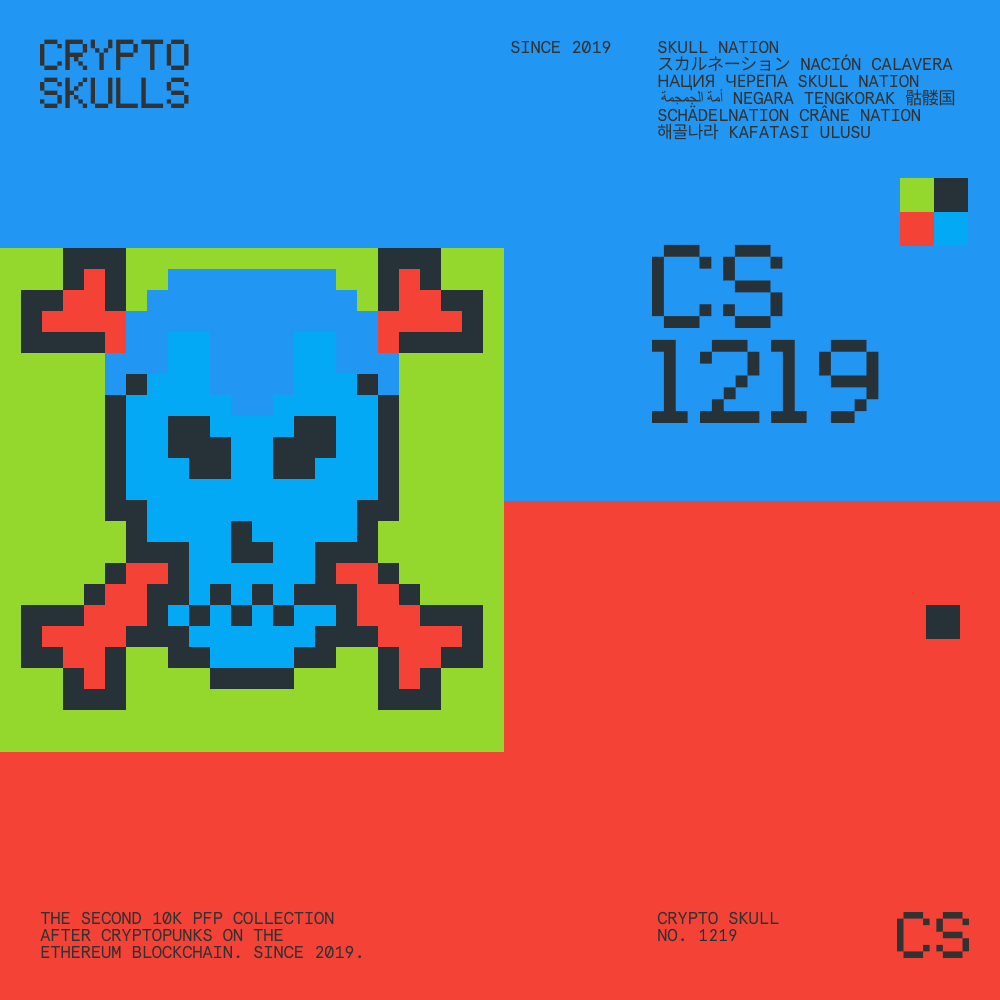 CRYPTO
SKULLS
SINCE 2019
SKULL NATION
スカルネーション NACIÓN CALAVERA
НАЦИЯ ЧЕРЕПА SKULL NATION
أمة الجمجمة NEGARA TENGKORAK 骷髅国
SCHÄDELNATION CRÂNE NATION
해골나라 KAFATASI ULUSU
CS
1219
THE SECOND 10K PFP COLLECTION
AFTER CRYPTOPUNKS ON THE
ETHEREUM BLOCKCHAIN. SINCE 2019.
CRYPTO SKULL
NO. 1219
CS